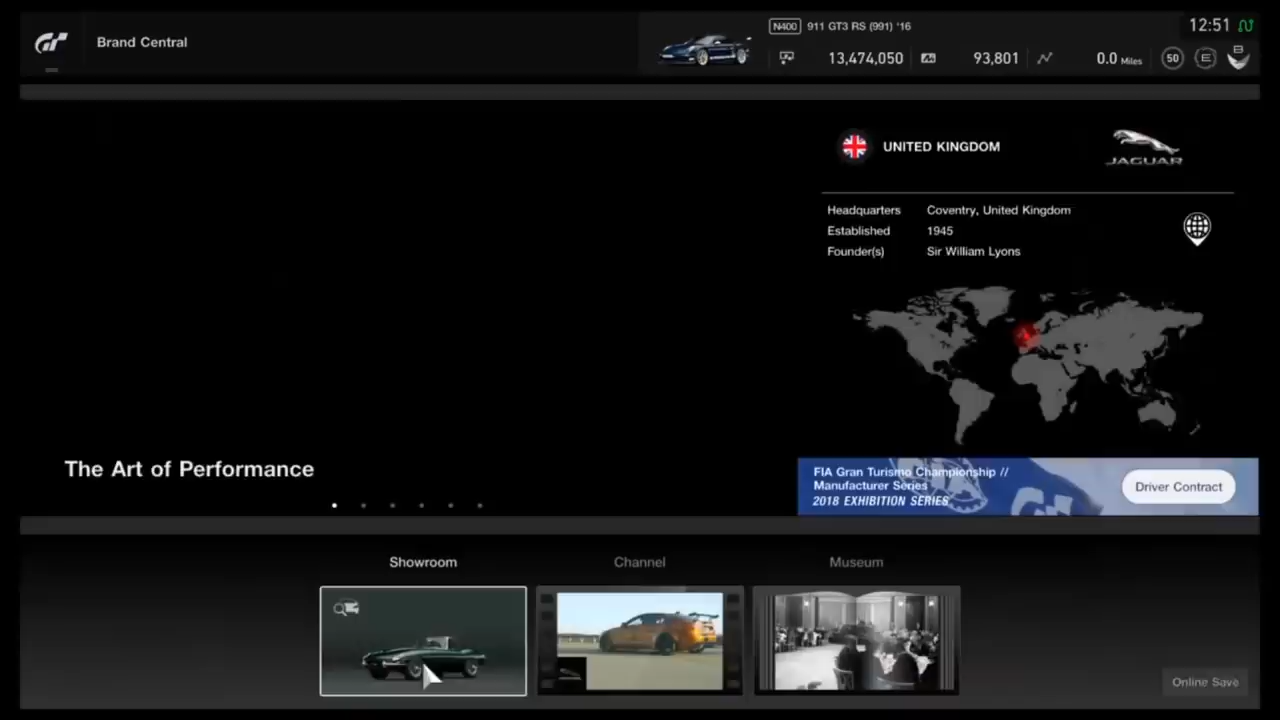 Brand Central
N400 911 GT3 RS (991) '16
12:51
13,474,050
93,801
0.0 Miles
50
E
B
UNITED KINGDOM
JAGUAR
Headquarters Coventry, United Kingdom
Established 1945
Founder(s) Sir William Lyons
The Art of Performance
FIA Gran Turismo Championship //
Manufacturer Series
2018 EXHIBITION SERIES
Driver Contract
Showroom
Channel
Museum
Online Save